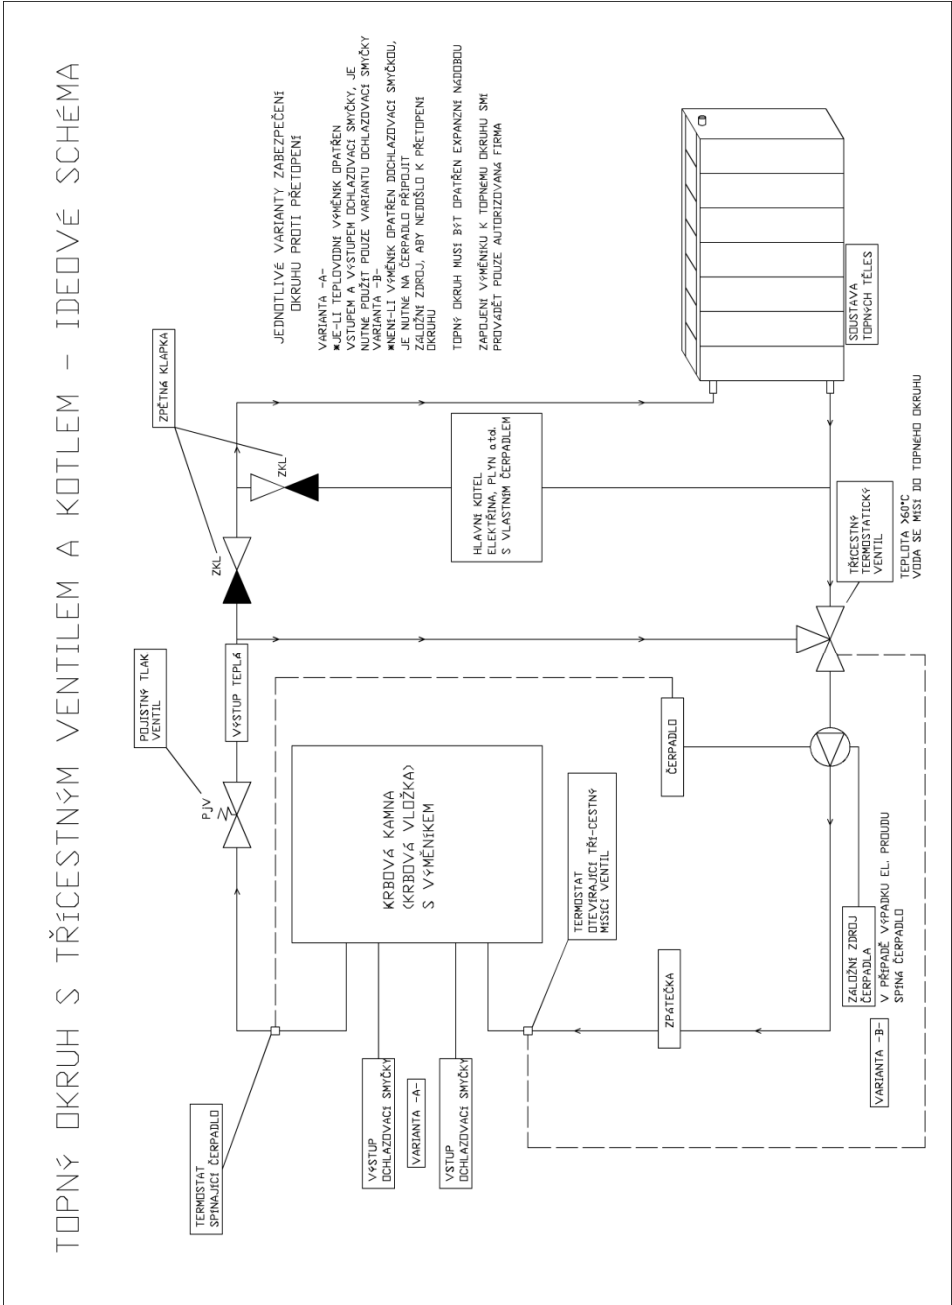 TOPNÝ OKRUH S TŘÍCESTNÝM VENTILEM A KOTLEM - IDEOVÉ SCHÉMA
TERMOSTAT
SPÍNAJÍCÍ ČERPADLO
POJISTNÝ TLAK
VENTIL
PJV
VÝSTUP TEPLÁ
ZPĚTNÁ KLAPKA
ZKL
ZKL
JEDNOTLIVÉ VARIANTY ZABEZPEČENÍ
OKRUHU PROTI PŘETOPENÍ
VARIANTA -A-
*JE-LI TEPLOVODNÍ VÝMĚNÍK OPATŘEN
VSTUPEM A VÝSTUPEM OCHLAZOVACÍ SMYČKY, JE
NUTNÉ POUŽÍT POUZE VARIANTU OCHLAZOVACÍ SMYČKY
VARIANTA -B-
*NENÍ-LI VÝMĚNÍK OPATŘEN DOCHLAZOVACÍ SMYČKOU,
JE NUTNÉ NA ČERPADLO PŘIPOJIT
ZÁLOŽNÍ ZDROJ, ABY NEDOŠLO K PŘETOPENÍ
OKRUHU
TOPNÝ OKRUH MUSÍ BÝT OPATŘEN EXPANZNÍ NÁDOBOU
ZAPOJENÍ VÝMĚNÍKU K TOPNÉMU OKRUHU SMÍ
PROVÁDĚT POUZE AUTORIZOVANÁ FIRMA
VÝSTUP
OCHLAZOVACÍ SMYČKY
VARIANTA -A-
VSTUP
OCHLAZOVACÍ SMYČKY
KRBOVÁ KAMNA
(KRBOVÁ VLOŽKA)
S VÝMĚNÍKEM
HLAVNÍ KOTEL
ELEKTŘINA, PLYN atd.
S VLASTNÍM ČERPADLEM
TERMOSTAT
OTEVÍRAJÍCÍ TŘÍ-CESTNÝ
MÍSÍCÍ VENTIL
ČERPADLO
ZPÁTEČKA
SOUSTAVA
TOPNÝCH TĚLES
TŘÍCESTNÝ
TERMOSTATICKÝ
VENTIL
TEPLOTA >60°C
VODA SE MÍSÍ DO TOPNÉHO OKRUHU
ZÁLOŽNÍ ZDROJ
ČERPADLA
V PŘÍPADĚ VÝPADKU EL. PROUDU
SPÍNÁ ČERPADLO
VARIANTA -B-